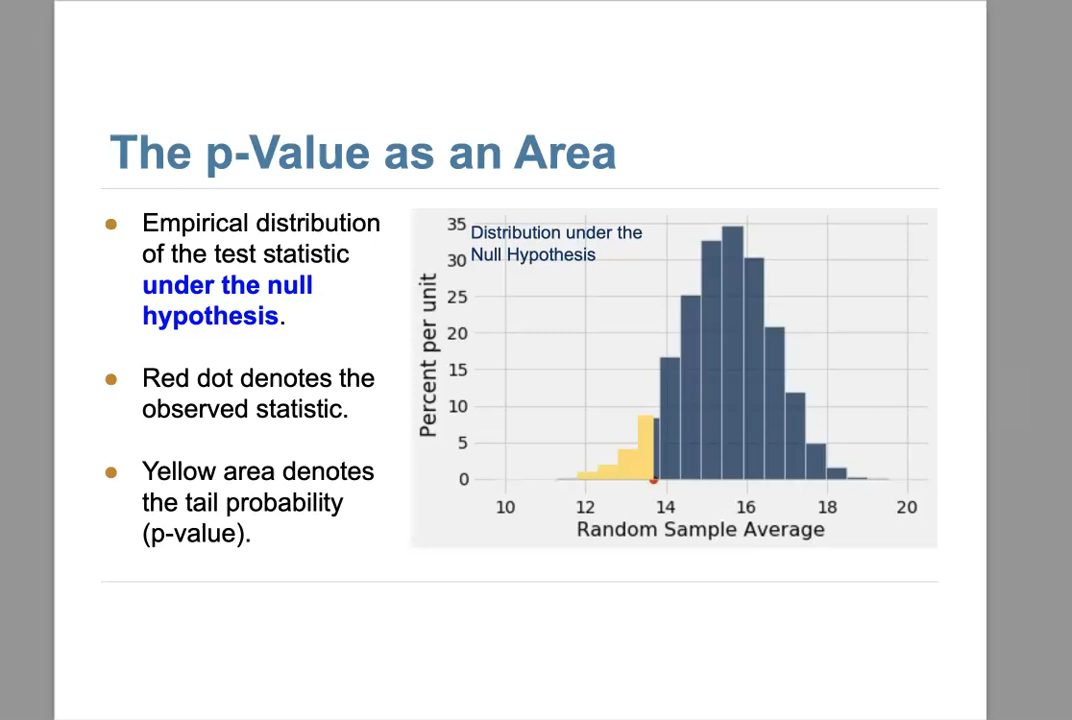 The p-Value as an Area
● Empirical distribution
of the test statistic
under the null
hypothesis.
● Red dot denotes the
observed statistic.
● Yellow area denotes
the tail probability
(p-value).
Distribution under the
Null Hypothesis
Percent per unit
35
30
25
20
15
10
5
0
10 12 14 16 18 20
Random Sample Average